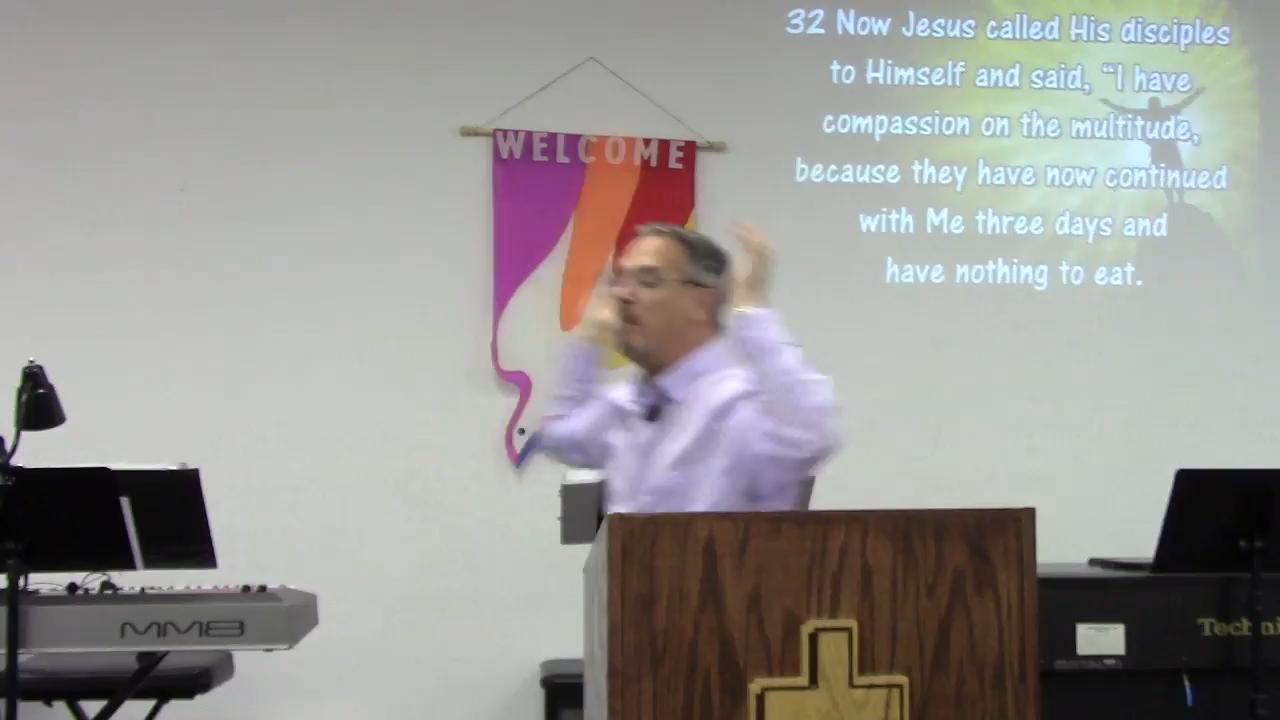 32 Now Jesus called His disciples
to Himself and said, “I have
compassion on the multitude,
because they have now continued
with Me three days and
have nothing to eat.
WELCOME
MM8